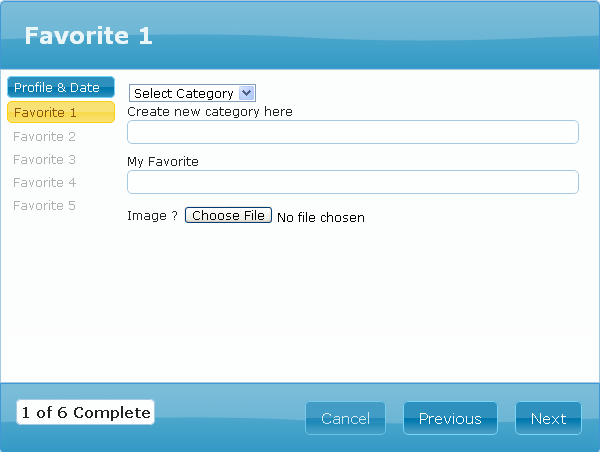 Favorite 1
Profile & Date
Favorite 1
Favorite 2
Favorite 3
Favorite 4
Favorite 5
Select Category
Create new category here
My Favorite
Image ? Choose File No file chosen
1 of 6 Complete
Cancel Previous Next